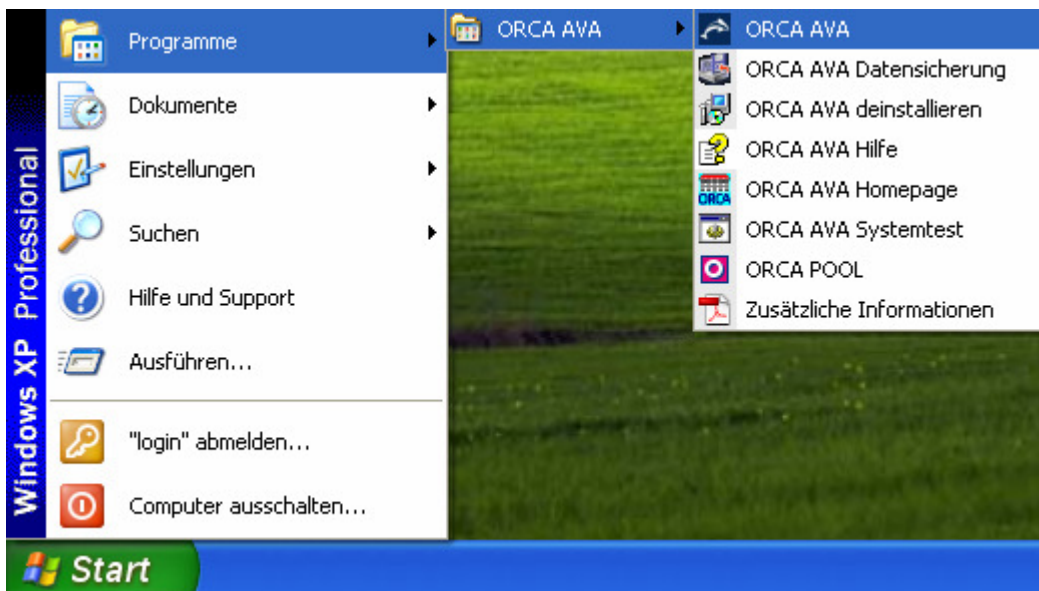 Programme
Dokumente
Einstellungen
Suchen
Hilfe und Support
Ausführen...
"login" abmelden...
Computer ausschalten...
Windows XP Professional
Start
ORCA AVA
ORCA AVA
ORCA AVA Datensicherung
ORCA AVA deinstallieren
ORCA AVA Hilfe
ORCA
ORCA AVA Homepage
ORCA AVA Systemtest
ORCA POOL
Zusätzliche Informationen